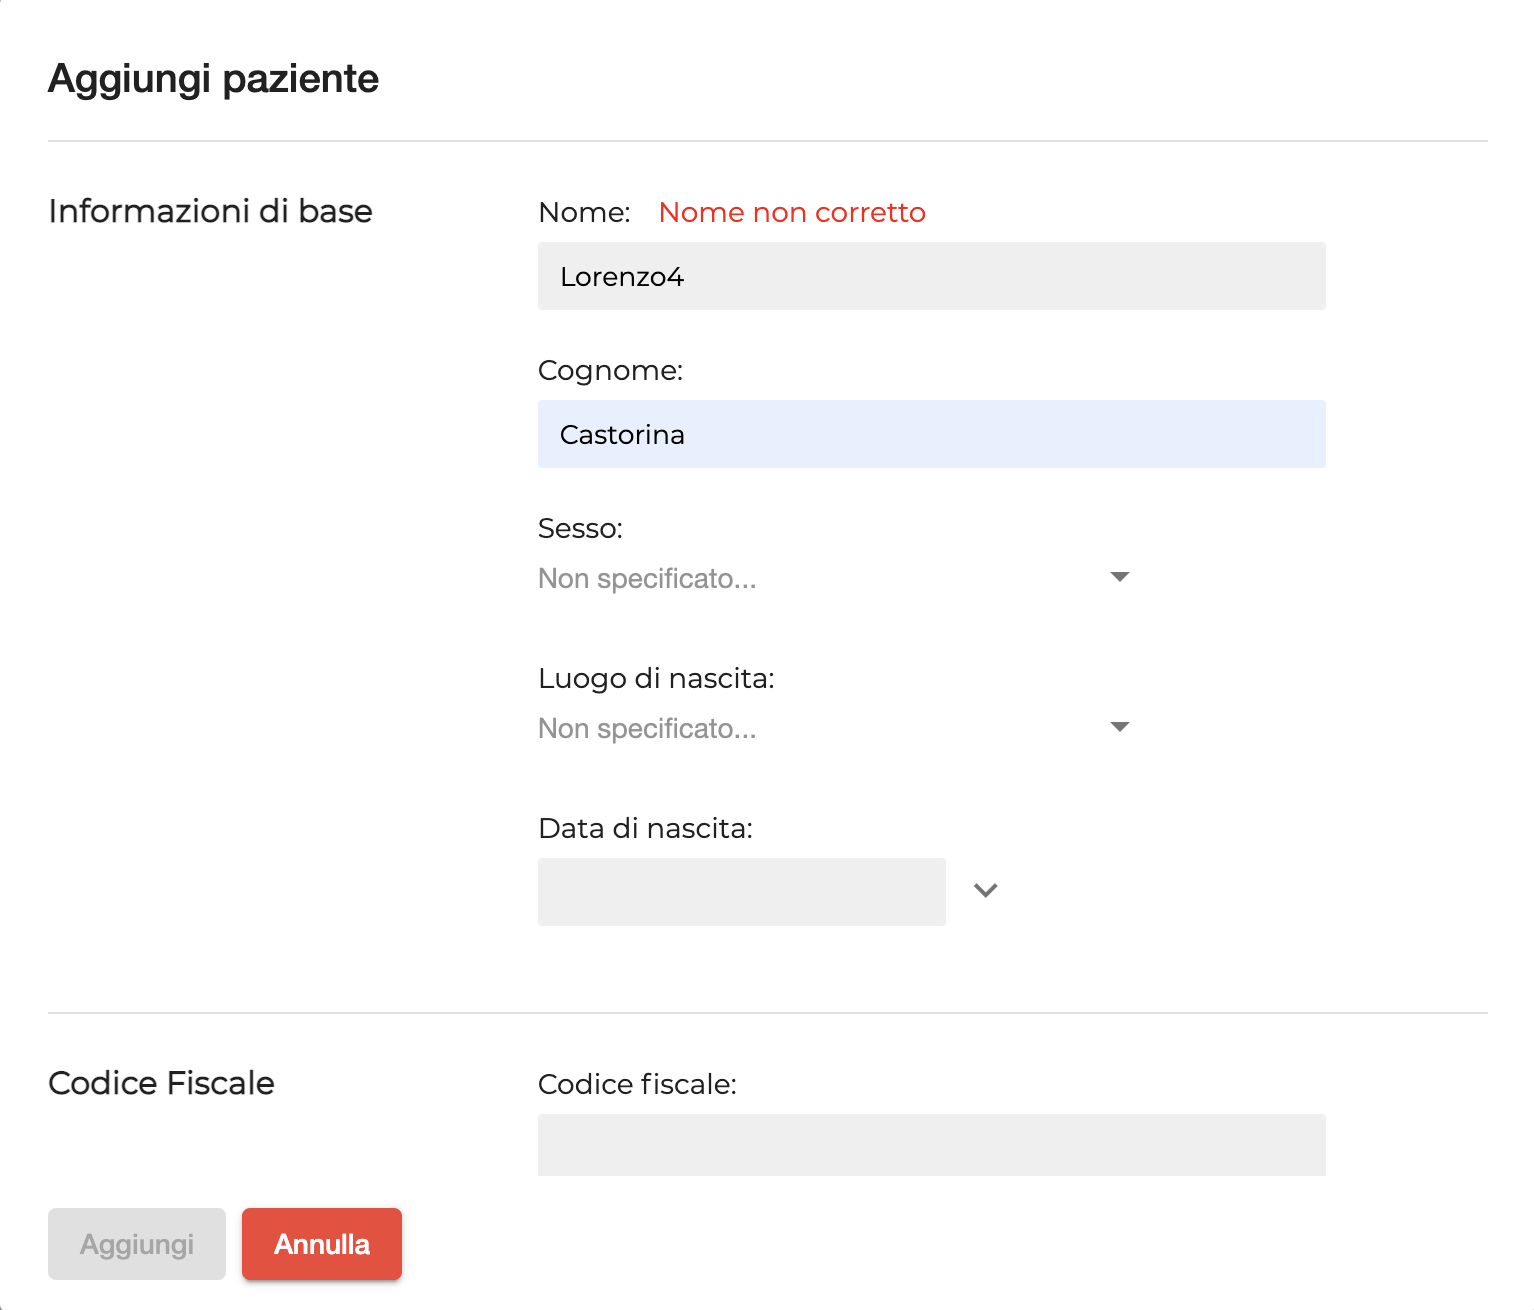 Aggiungi paziente
Informazioni di base
Nome: Nome non corretto
Lorenzo4
Cognome:
Castorina
Sesso:
Non specificato...
Luogo di nascita:
Non specificato...
Data di nascita:
Codice Fiscale
Codice fiscale:
Aggiungi Annulla